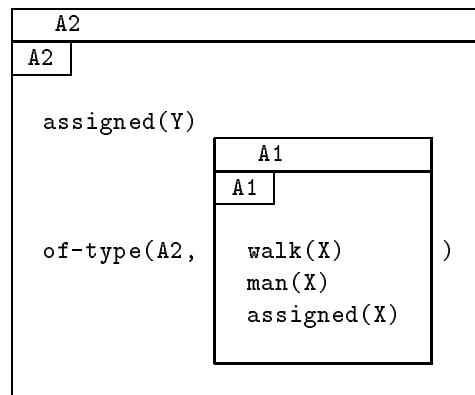 A2
A2
assigned(Y)
A1
A1
of-type(A2, walk(X) )
man(X)
assigned(X)